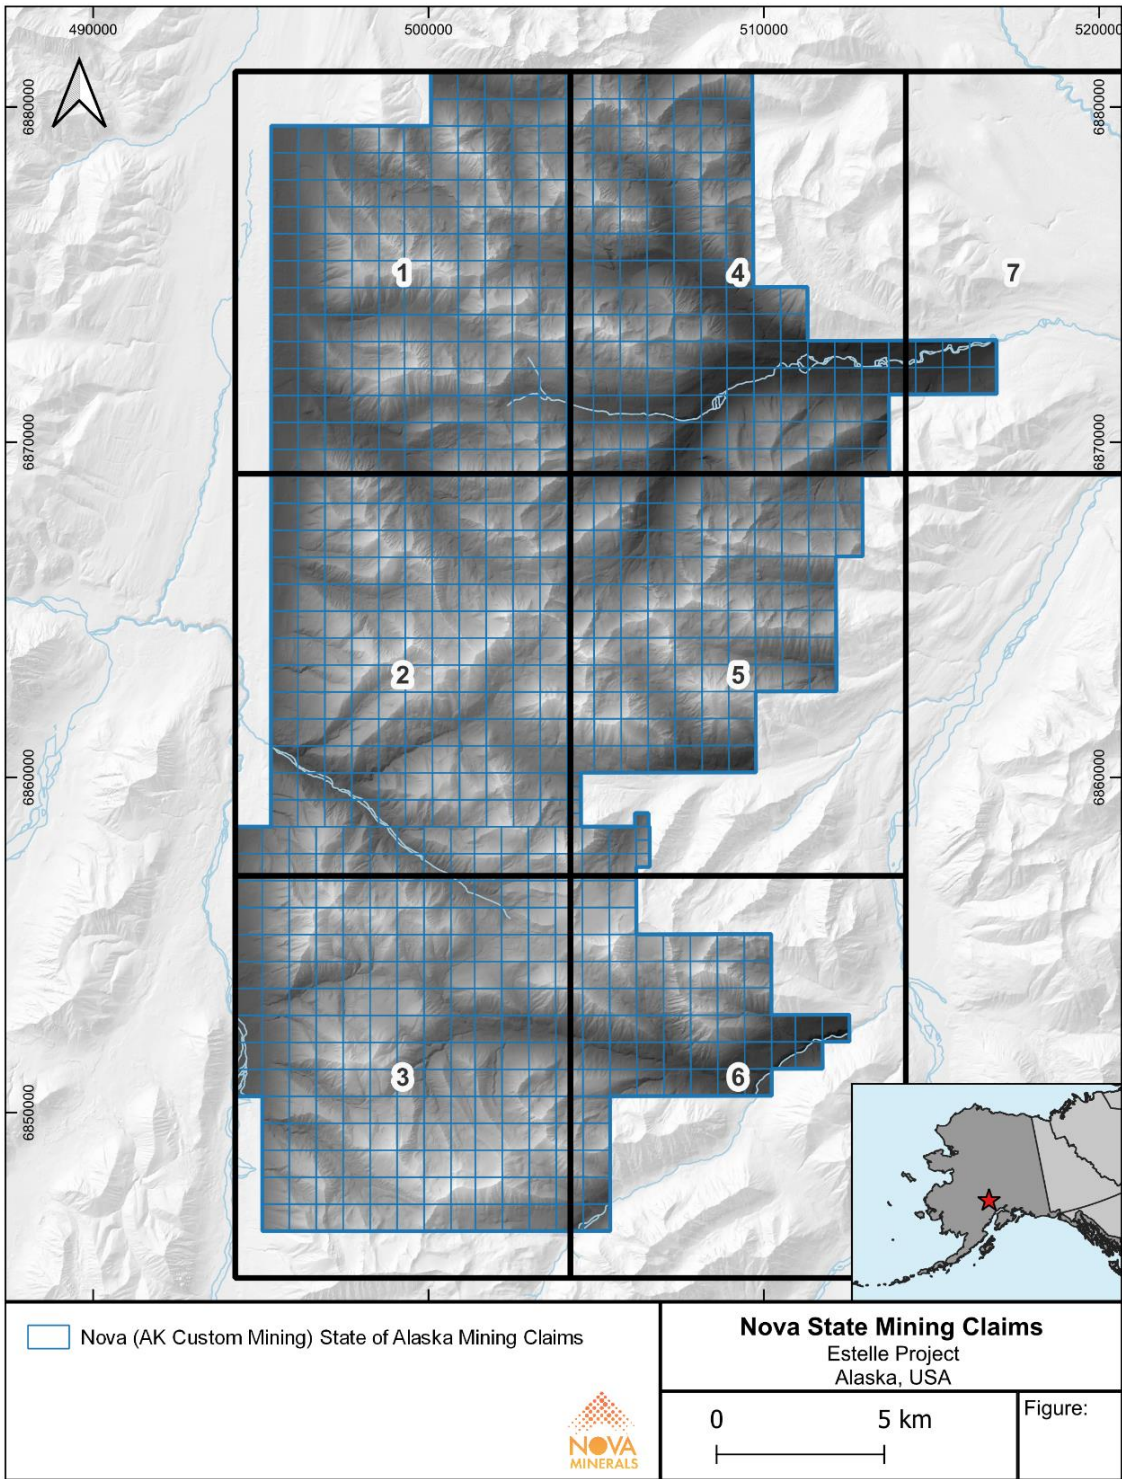 490000
500000
510000
520000
6880000
6880000
1
4
7
6870000
6870000
2
5
6860000
6860000
3
6
6850000
Nova (AK Custom Mining) State of Alaska Mining Claims
NOVA
MINERALS
Nova State Mining Claims
Estelle Project
Alaska, USA
0
5 km
Figure: